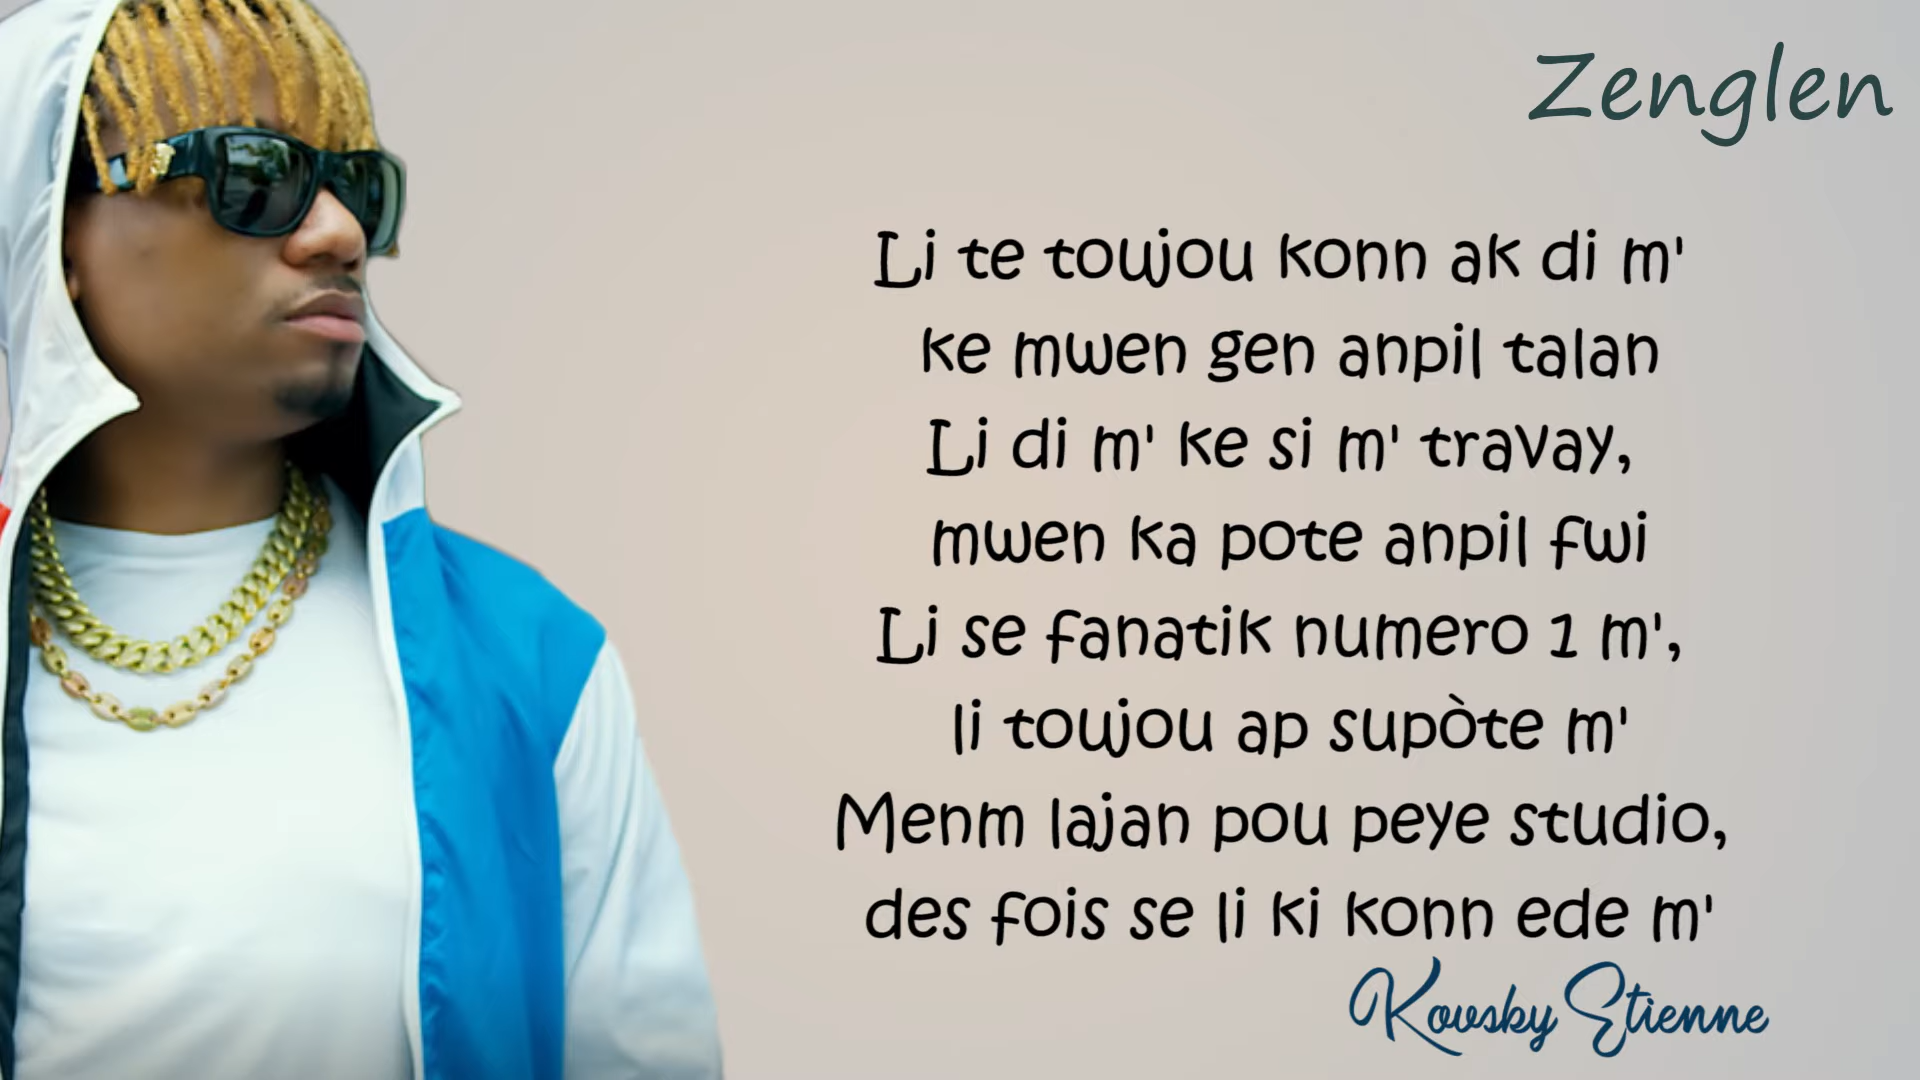 Zenglen
Li te toujou konn ak di m'
ke mwen gen anpil talan
Li di m' ke si m' travay,
mwen ka pote anpil fwi
Li se fanatik numero 1 m',
li toujou ap supòte m'
Menm lajan pou peye studio,
des fois se li ki konn ede m'
Kovsby Etienne